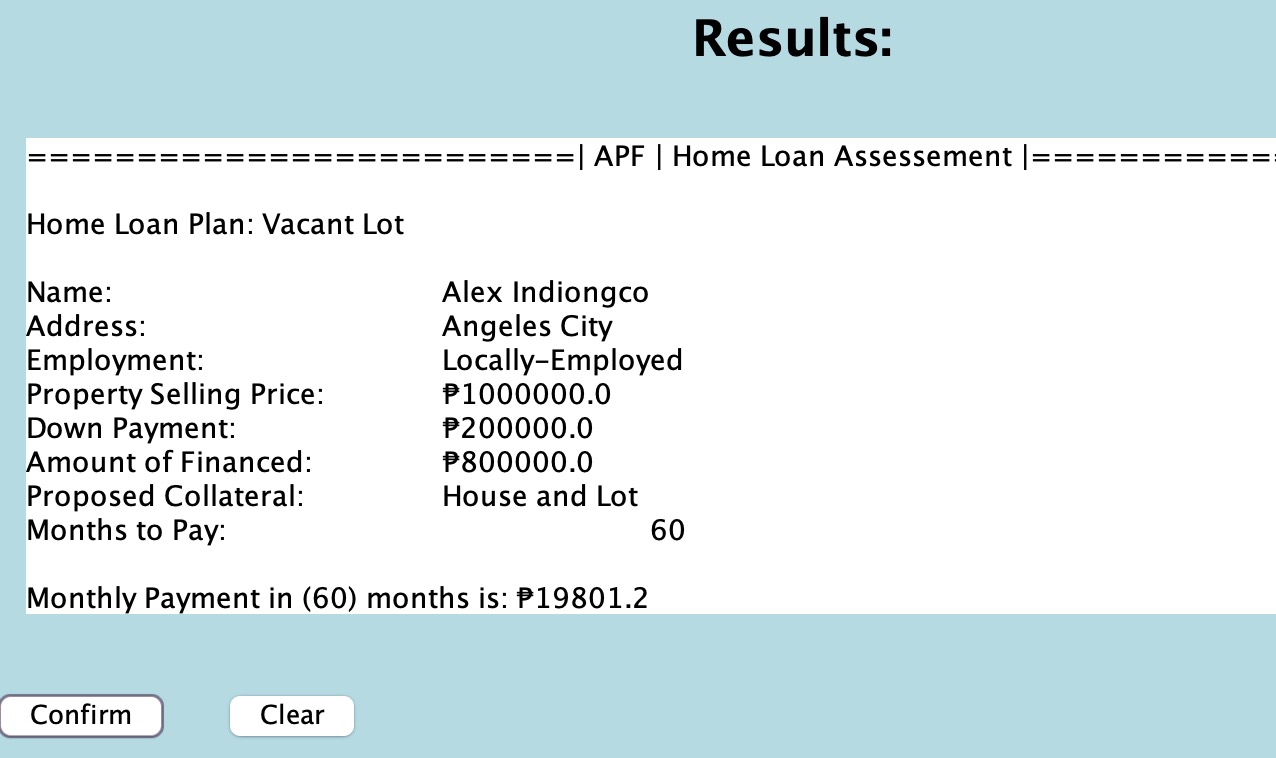 Results:
=========================| APF | Home Loan Assessement |============
Home Loan Plan: Vacant Lot
Name: Alex Indiongco
Address: Angeles City
Employment: Locally-Employed
Property Selling Price: ₱1000000.0
Down Payment: ₱200000.0
Amount of Financed: ₱800000.0
Proposed Collateral: House and Lot
Months to Pay: 60
Monthly Payment in (60) months is: ₱19801.2
Confirm Clear